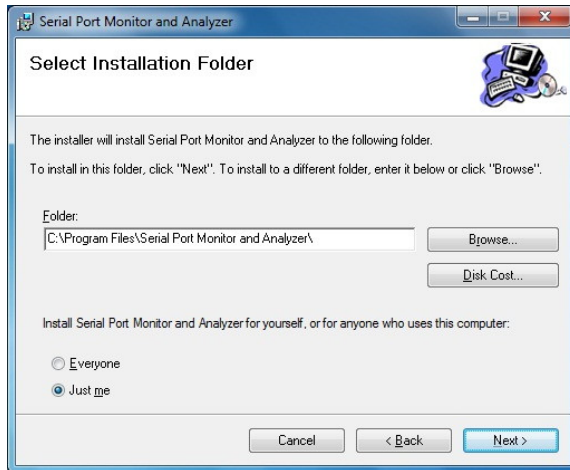 Serial Port Monitor and Analyzer
Select Installation Folder
The installer will install Serial Port Monitor and Analyzer to the following folder.
To install in this folder, click "Next". To install to a different folder, enter it below or click "Browse".
Folder:
C:\Program Files\Serial Port Monitor and Analyzer\
Browse...
Disk Cost...
Install Serial Port Monitor and Analyzer for yourself, or for anyone who uses this computer:
Everyone
Just me
Cancel
< Back
Next >